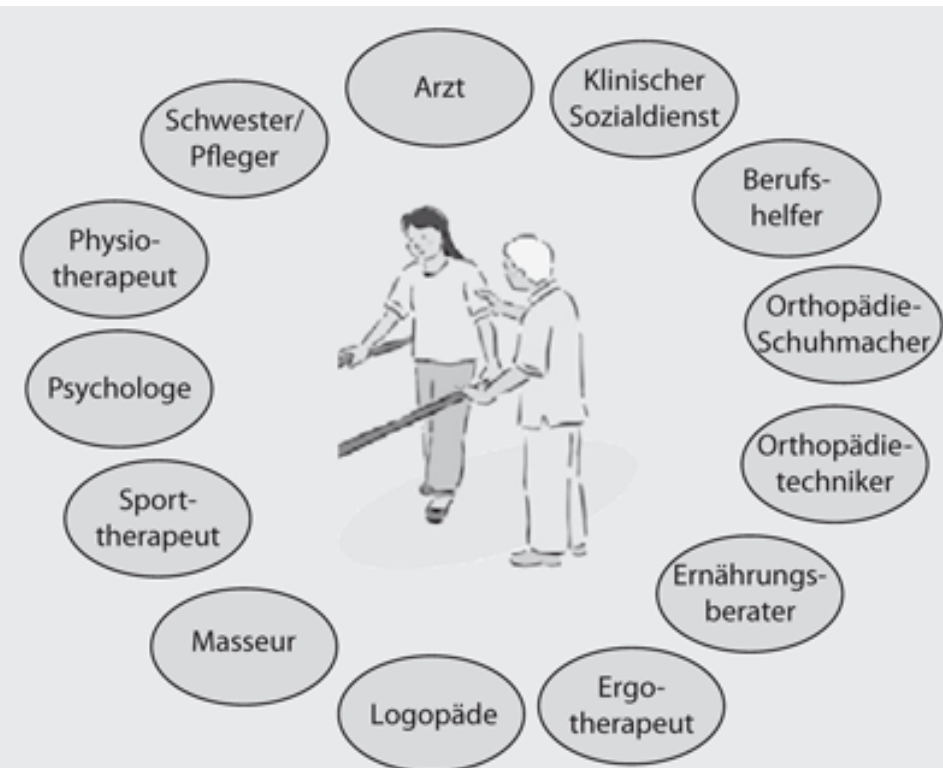 Arzt
Klinischer
Sozialdienst
Berufs-
helfer
Orthopädie-
Schuhmacher
Orthopädie-
techniker
Ernährungs-
berater
Ergo-
therapeut
Logopäde
Masseur
Sport-
therapeut
Psychologe
Physio-
therapeut
Schwester/
Pfleger